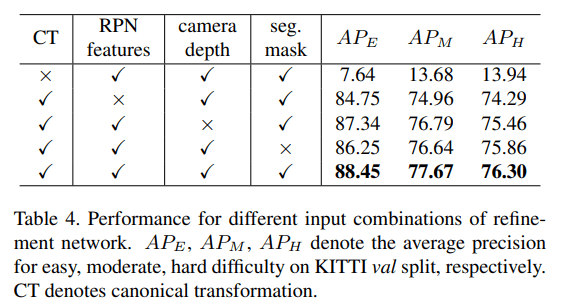 CT RPN features camera depth seg. mask AP_E AP_M AP_H
× ✓ ✓ ✓ 7.64 13.68 13.94
✓ × ✓ ✓ 84.75 74.96 74.29
✓ ✓ × ✓ 87.34 76.79 75.46
✓ ✓ ✓ × 86.25 76.64 75.86
✓ ✓ ✓ ✓ 88.45 77.67 76.30
Table 4. Performance for different input combinations of refine-
ment network. AP_E, AP_M, AP_H denote the average precision
for easy, moderate, hard difficulty on KITTI val split, respectively.
CT denotes canonical transformation.